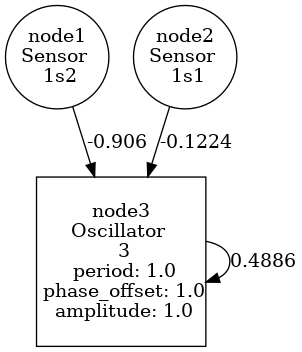 node1
Sensor
1s2
node2
Sensor
1s1
-0.906
-0.1224
node3
Oscillator
3
period: 1.0
phase_offset: 1.0
amplitude: 1.0
0.4886